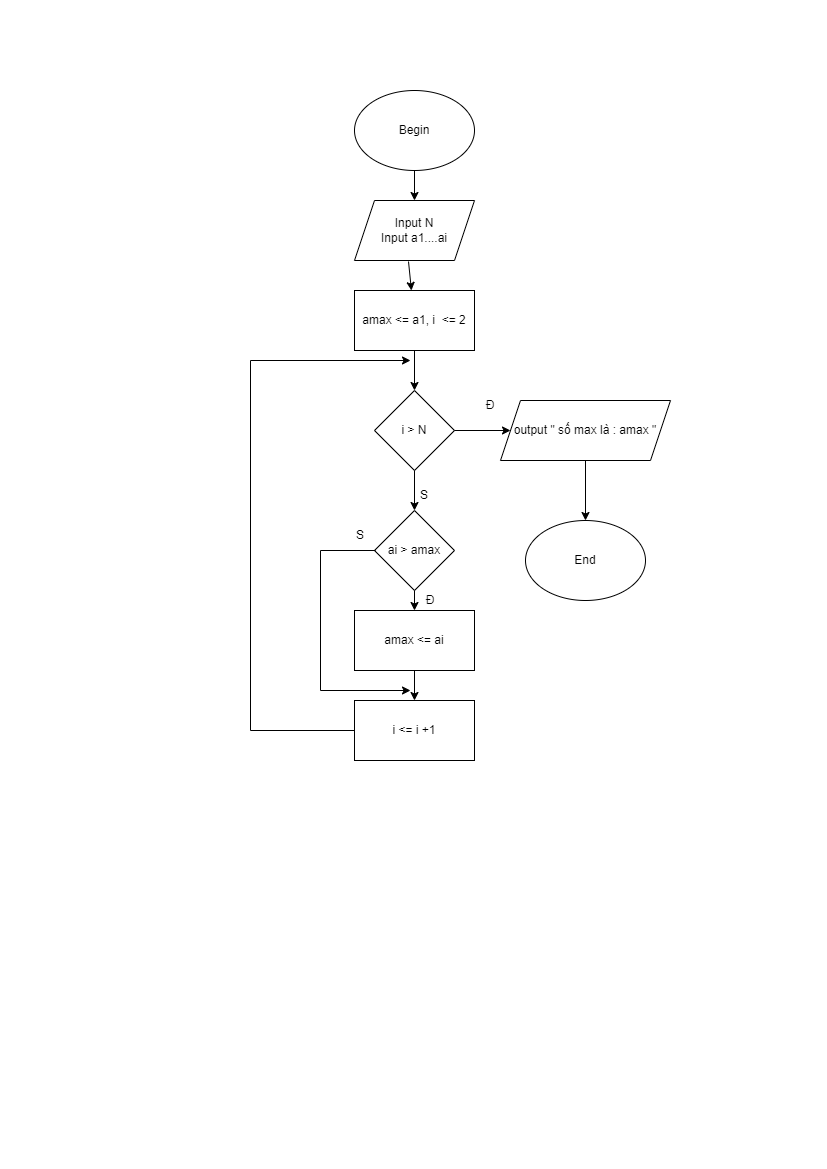 Begin
Input N
Input a1....ai
amax <= a1, i  <= 2
i > N
Đ
output " số max là : amax "
S
ai > amax
S
Đ
End
amax <= ai
i <= i +1